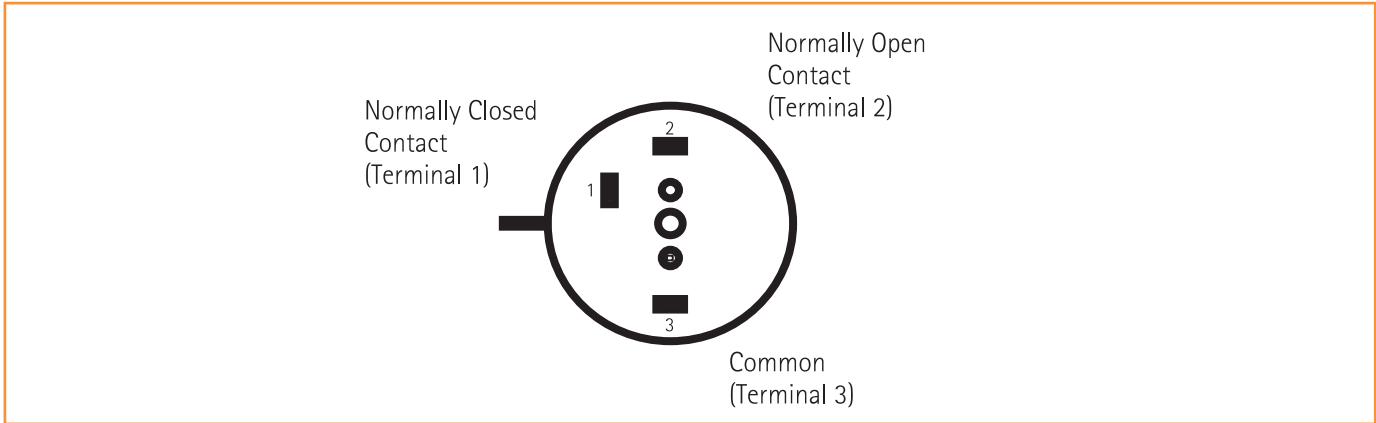 Normally Open
Contact
(Terminal 2)
Normally Closed
Contact
(Terminal 1)
2
1
3
Common
(Terminal 3)